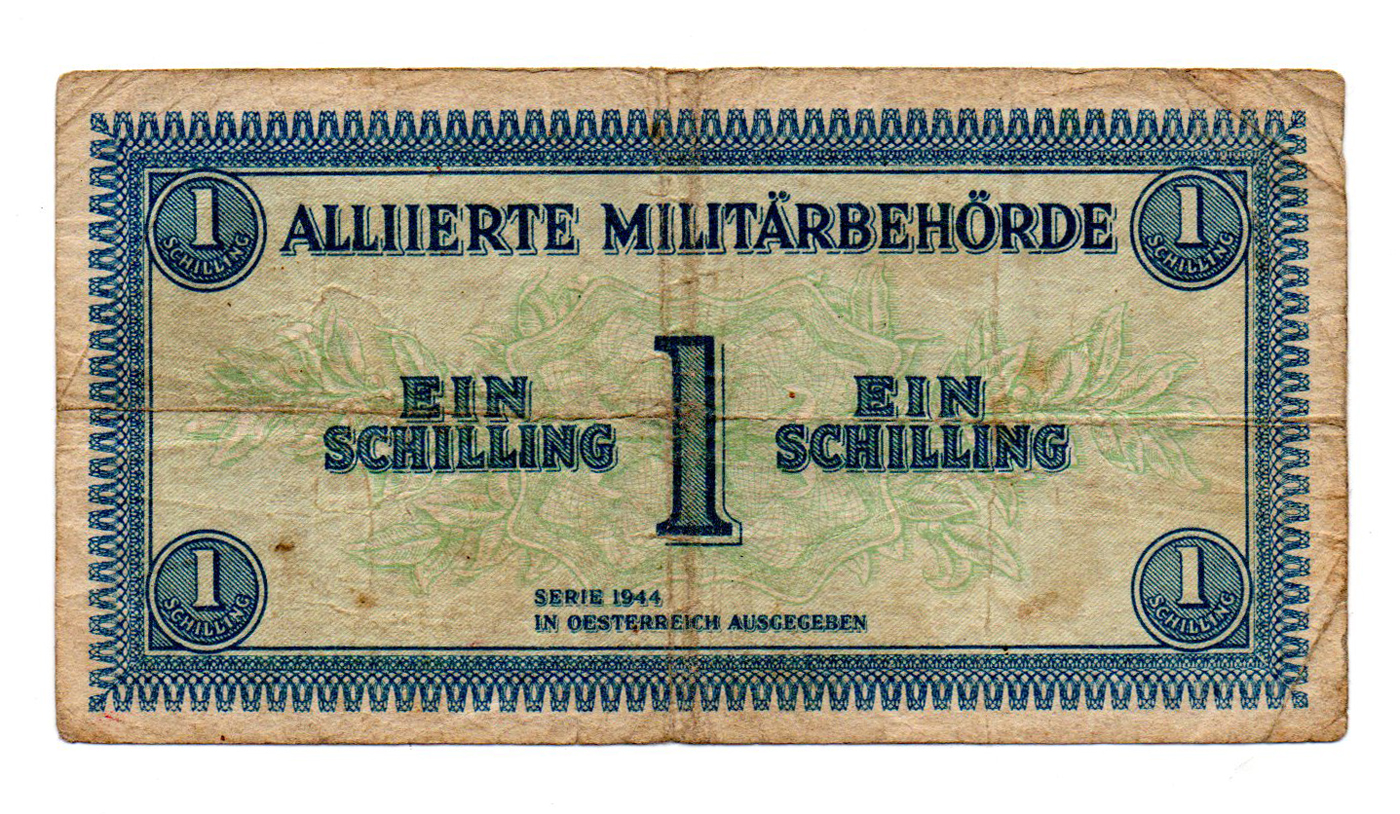 1 SCHILLING
ALLIIERTE MILITÄRBEHÖRDE
1 SCHILLING
EIN
SCHILLING
1
EIN
SCHILLING
1 SCHILLING
SERIE 1944
IN OESTERREICH AUSGEGEBEN
1 SCHILLING